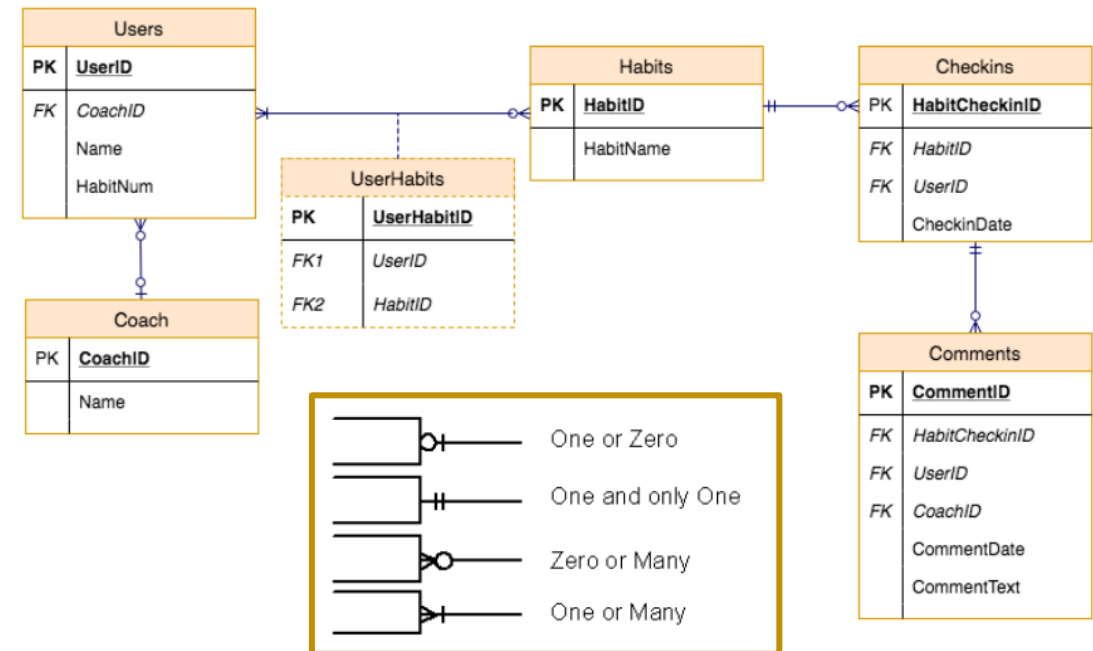 Users
PK UserID
FK CoachID
Name
HabitNum
Habits
PK HabitID
HabitName
Checkins
PK HabitCheckinID
FK HabitID
FK UserID
CheckinDate
UserHabits
PK UserHabitID
FK1 UserID
FK2 HabitID
Coach
PK CoachID
Name
Comments
PK CommentID
FK HabitCheckinID
FK UserID
FK CoachID
CommentDate
CommentText
One or Zero
One and only One
Zero or Many
One or Many